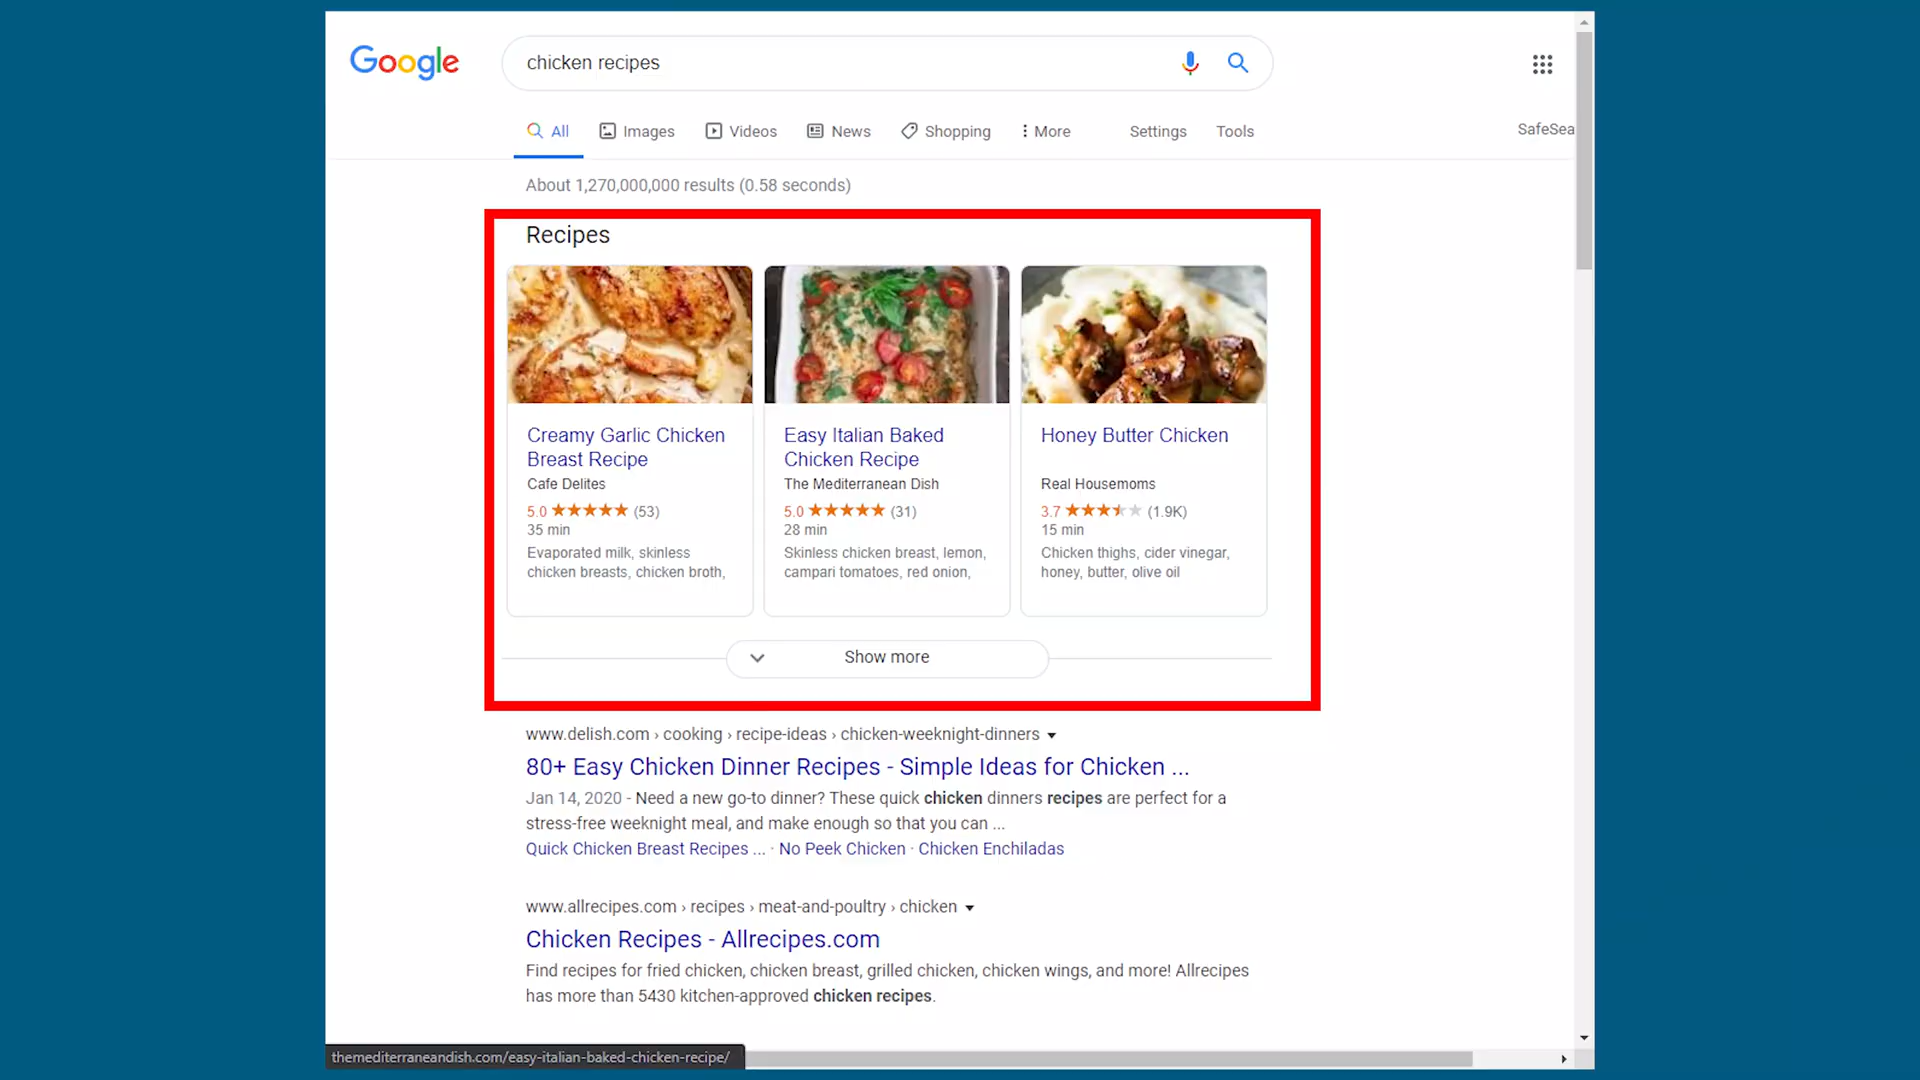 Google
chicken recipes
All Images Videos News Shopping More Settings Tools
SafeSea
About 1,270,000,000 results (0.58 seconds)
Recipes
Creamy Garlic Chicken
Breast Recipe
Cafe Delites
5.0 (53)
35 min
Evaporated milk, skinless
chicken breasts, chicken broth,
Easy Italian Baked
Chicken Recipe
The Mediterranean Dish
5.0 (31)
28 min
Skinless chicken breast, lemon,
campari tomatoes, red onion,
Honey Butter Chicken
Real Housemoms
3.7 (1.9K)
15 min
Chicken thighs, cider vinegar,
honey, butter, olive oil
Show more
www.delish.com › cooking › recipe-ideas › chicken-weeknight-dinners
80+ Easy Chicken Dinner Recipes - Simple Ideas for Chicken ...
Jan 14, 2020 - Need a new go-to dinner? These quick chicken dinners recipes are perfect for a
stress-free weeknight meal, and make enough so that you can ...
Quick Chicken Breast Recipes ... · No Peek Chicken · Chicken Enchiladas
www.allrecipes.com › recipes › meat-and-poultry › chicken
Chicken Recipes - Allrecipes.com
Find recipes for fried chicken, chicken breast, grilled chicken, chicken wings, and more! Allrecipes
has more than 5430 kitchen-approved chicken recipes.
themediterraneandish.com/easy-italian-baked-chicken-recipe/